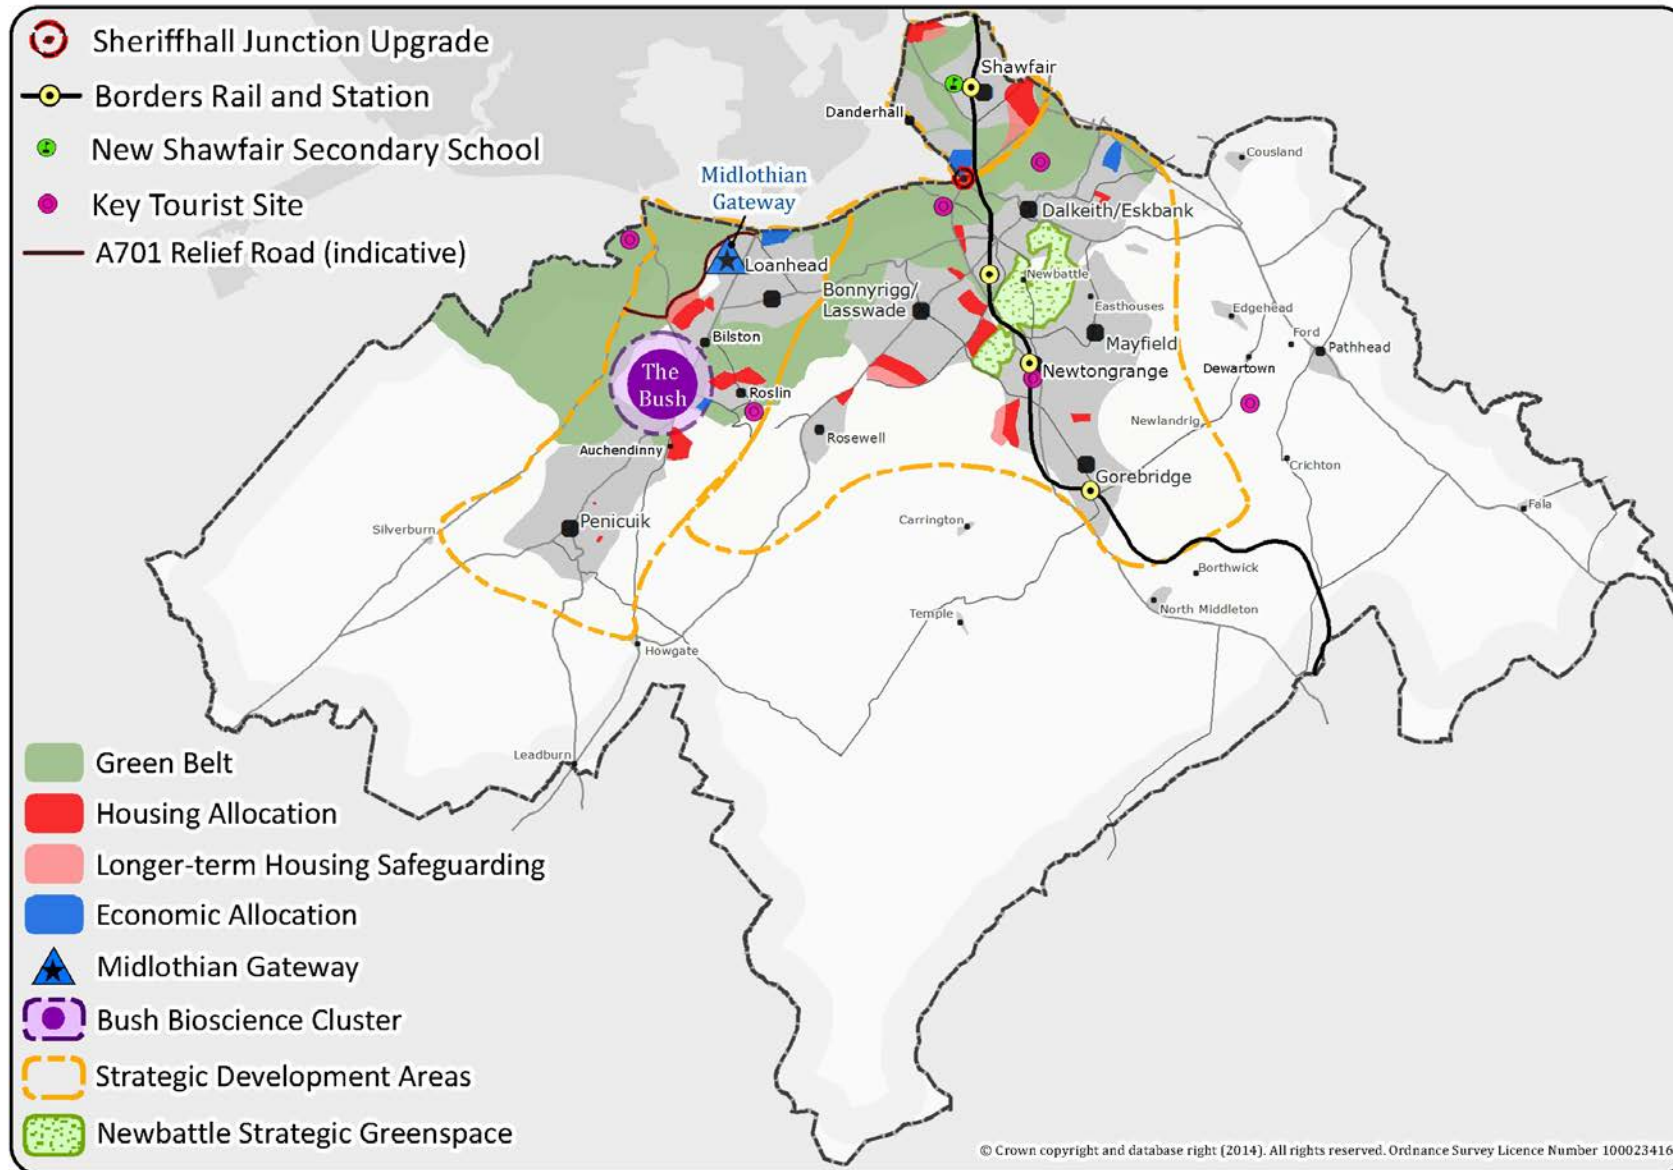 Sheriffhall Junction Upgrade
Borders Rail and Station
New Shawfair Secondary School
Key Tourist Site
A701 Relief Road (indicative)
Shawfair
Danderhall
Cousland
Midlothian
Gateway
Dalkeith/Eskbank
Loanhead
Newbattle
Bonnyrigg/
Lasswade
Easthouses
Edgehead
Ford
Bilston
Mayfield
Pathhead
The
Bush
Newtongrange
Dewartown
Roslin
Newlandrig
Rosewell
Auchendinny
Crichton
Gorebridge
Silverburn
Penicuik
Carrington
Fala
Borthwick
Temple
North Middleton
Howgate
Leadburn
Green Belt
Housing Allocation
Longer-term Housing Safeguarding
Economic Allocation
Midlothian Gateway
Bush Bioscience Cluster
Strategic Development Areas
Newbattle Strategic Greenspace
© Crown copyright and database right (2014). All rights reserved. Ordnance Survey Licence Number 100023416